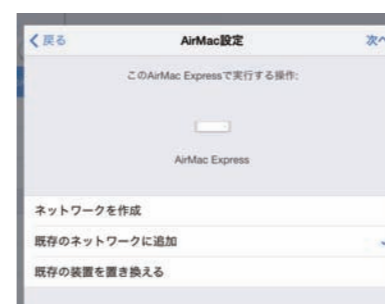 戻る AirMac設定 次へ
このAirMac Expressで実行する操作:
AirMac Express
ネットワークを作成
既存のネットワークに追加
既存の装置を置き換える